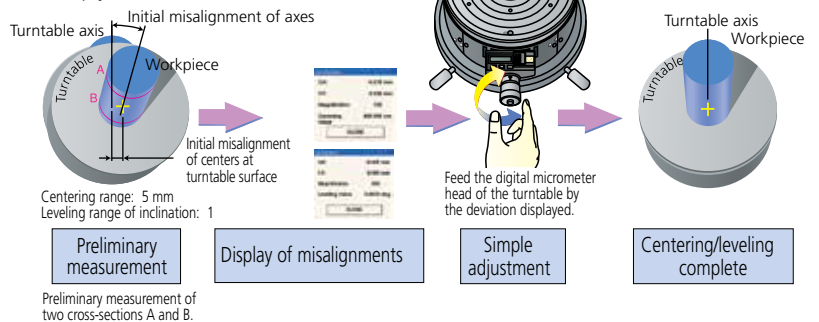 Initial misalignment of axes
Turntable axis
Workpiece
Turntable
A
B
Initial misalignment
of centers at
turntable surface
Centering range: 5 mm
Leveling range of inclination: 1
Preliminary
measurement
Preliminary measurement of
two cross-sections A and B.
Display of misalignments
Feed the digital micrometer
head of the turntable by
the deviation displayed.
Simple
adjustment
Turntable axis
Workpiece
Turntable
Centering/leveling
complete